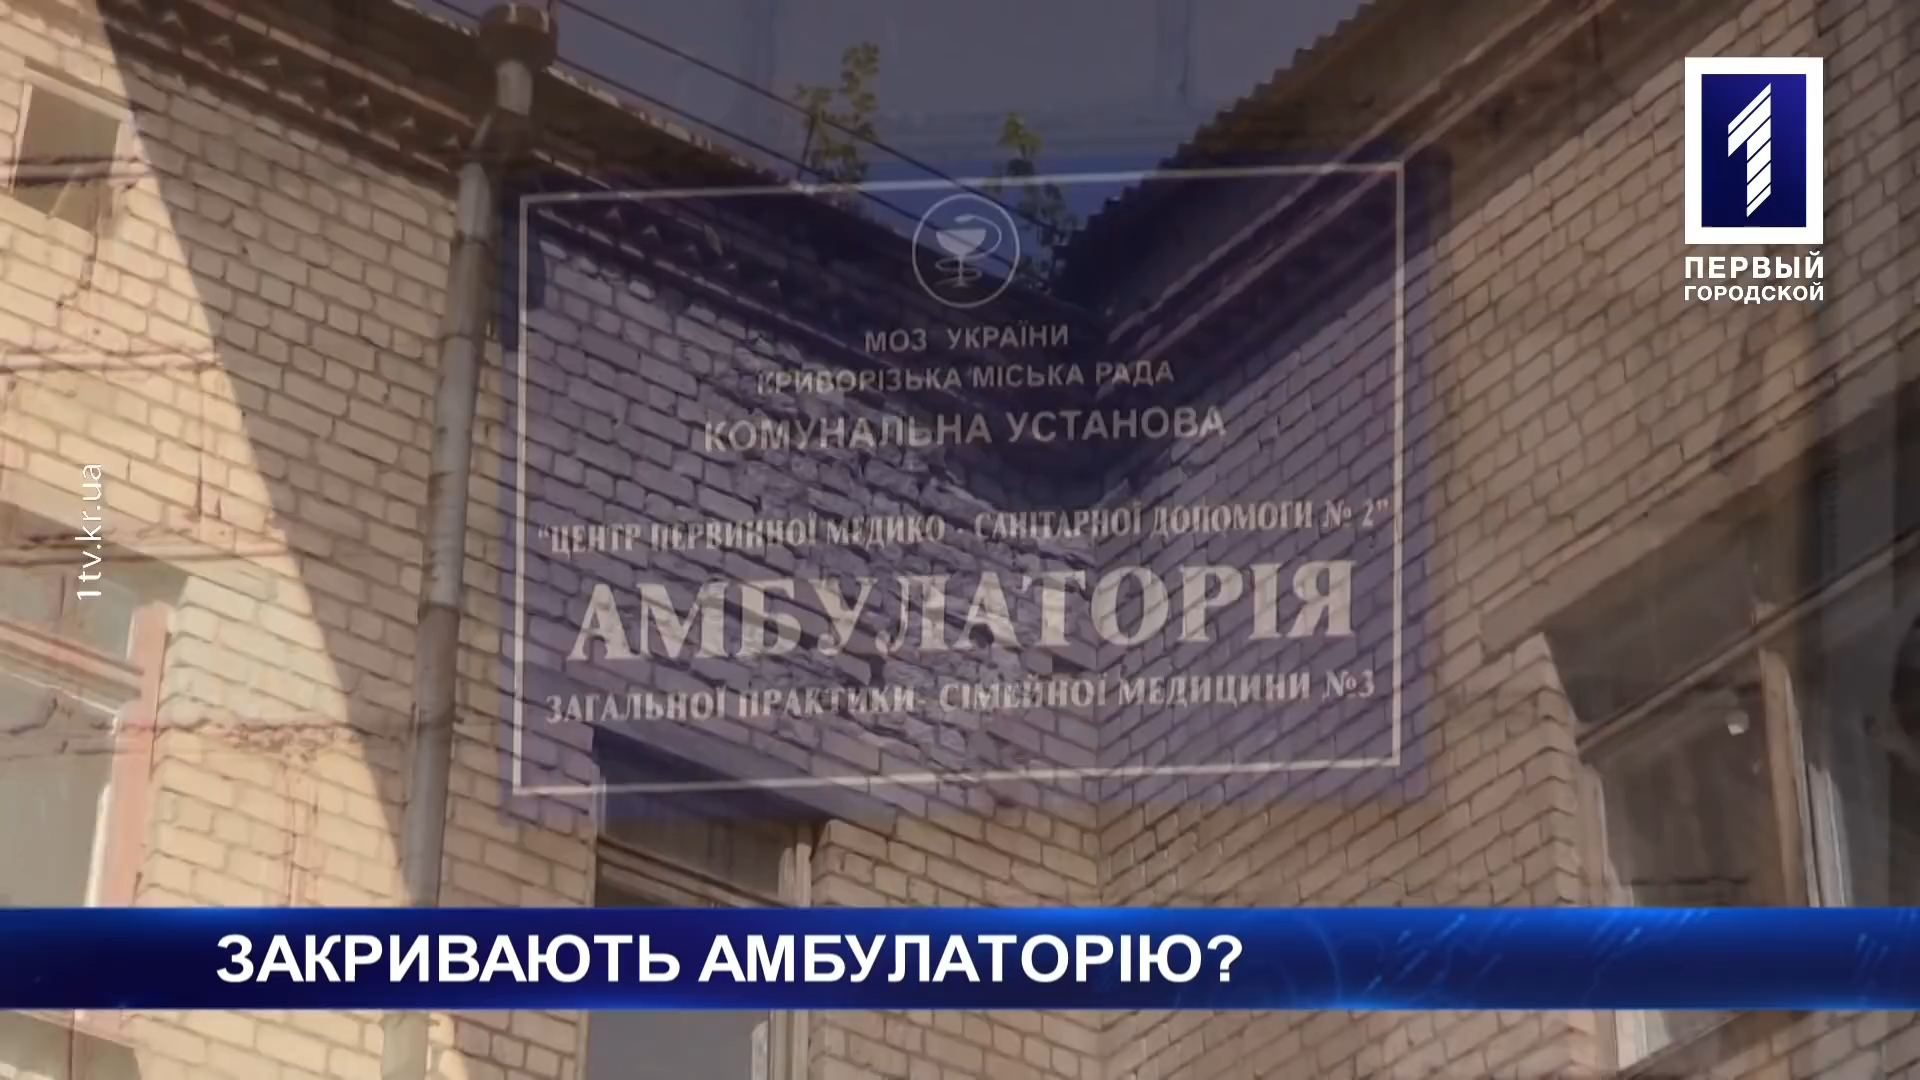 1
ПЕРВЫЙ
ГОРОДСКОЙ
МОЗ УКРАЇНИ
КРИВОРІЗЬКА МІСЬКА РАДА
КОМУНАЛЬНА УСТАНОВА
“ЦЕНТР ПЕРВИННОЇ МЕДИКО - САНІТАРНОЇ ДОПОМОГИ № 2”
АМБУЛАТОРІЯ
ЗАГАЛЬНОЇ ПРАКТИКИ- СІМЕЙНОЇ МЕДИЦИНИ №3
1tv.kr.ua
ЗАКРИВАЮТЬ АМБУЛАТОРІЮ?